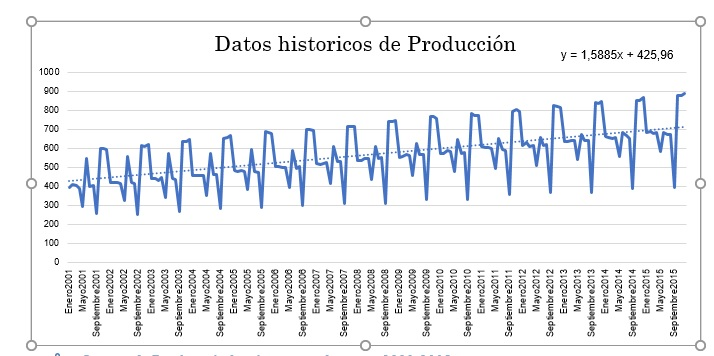 Datos historicos de Producción
y = 1,5885x + 425,96
1000
900
800
700
600
500
400
300
200
100
0
Enero2001
Mayo2001
Septiembre2001
Enero2002
Mayo2002
Septiembre2002
Enero2003
Mayo2003
Septiembre2003
Enero2004
Mayo2004
Septiembre2004
Enero2005
Mayo2005
Septiembre2005
Enero2006
Mayo2006
Septiembre2006
Enero2007
Mayo2007
Septiembre2007
Enero2008
Mayo2008
Septiembre2008
Enero2009
Mayo2009
Septiembre2009
Enero2010
Mayo2010
Septiembre2010
Enero2011
Mayo2011
Septiembre2011
Enero2012
Mayo2012
Septiembre2012
Enero2013
Mayo2013
Septiembre2013
Enero2014
Mayo2014
Septiembre2014
Enero2015
Mayo2015
Septiembre2015